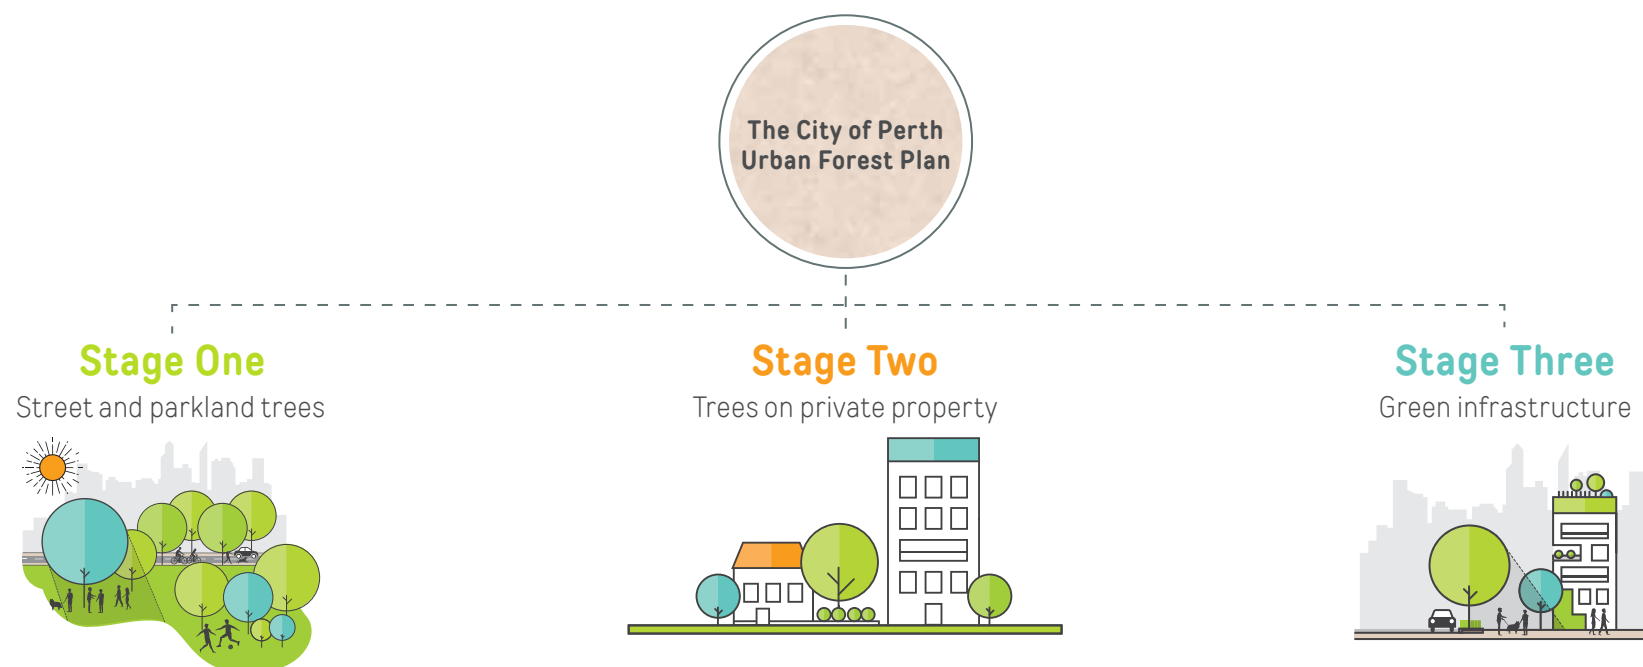 The City of Perth
Urban Forest Plan
Stage One
Street and parkland trees
Stage Two
Trees on private property
Stage Three
Green infrastructure